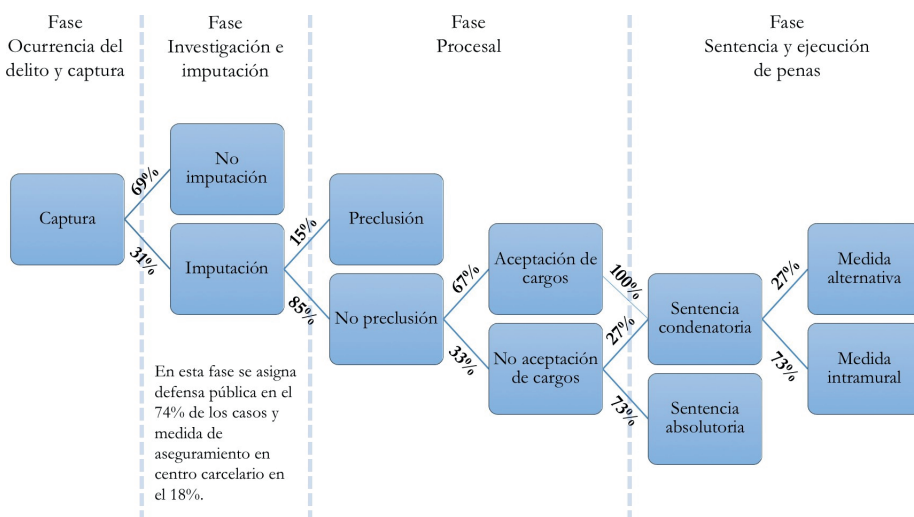 Fase
Ocurrencia del
delito y captura
Fase
Investigación e
imputación
Fase
Procesal
Fase
Sentencia y ejecución
de penas
Captura
69%
31%
No
imputación
Imputación
15%
85%
En esta fase se asigna
defensa pública en el
74% de los casos y
medida de
aseguramiento en
centro carcelario en
el 18%.
Preclusión
No preclusión
67%
33%
Aceptación de
cargos
No aceptación
de cargos
100%
27%
73%
Sentencia
condenatoria
Sentencia
absolutoria
27%
73%
Medida
alternativa
Medida
intramural